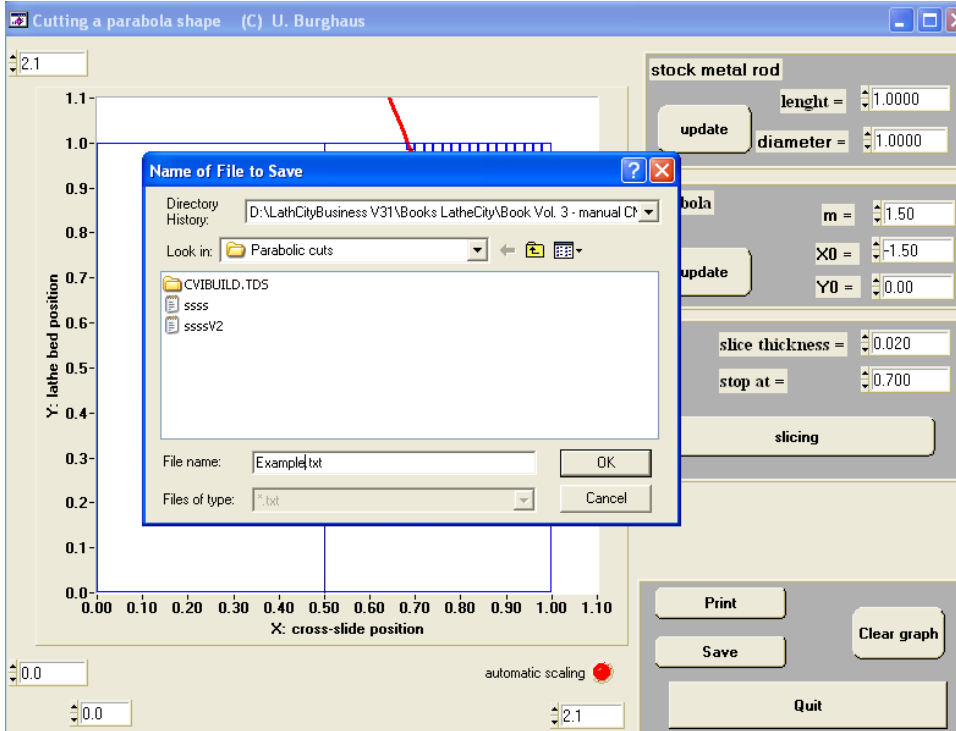 Cutting a parabola shape (C) U. Burghaus
2.1
stock metal rod
lenght = 1.0000
update
diameter = 1.0000
bola
m = 1.50
X0 = -1.50
update
Y0 = 0.00
slice thickness = 0.020
stop at = 0.700
slicing
Name of File to Save
Directory
History:
D:\LathCityBusiness V31\Books LatheCity\Book Vol. 3 - manual CN
Look in: Parabolic cuts
CVIBUILD.TDS
ssss
ssssV2
File name: Example.txt
OK
Files of type: *.txt
Cancel
Y: lathe bed position
1.1
1.0
0.9
0.8
0.7
0.6
0.5
0.4
0.3
0.2
0.1
0.0
0.00 0.10 0.20 0.30 0.40 0.50 0.60 0.70 0.80 0.90 1.00 1.10
X: cross-slide position
0.0
automatic scaling
0.0
2.1
Print
Save
Clear graph
Quit